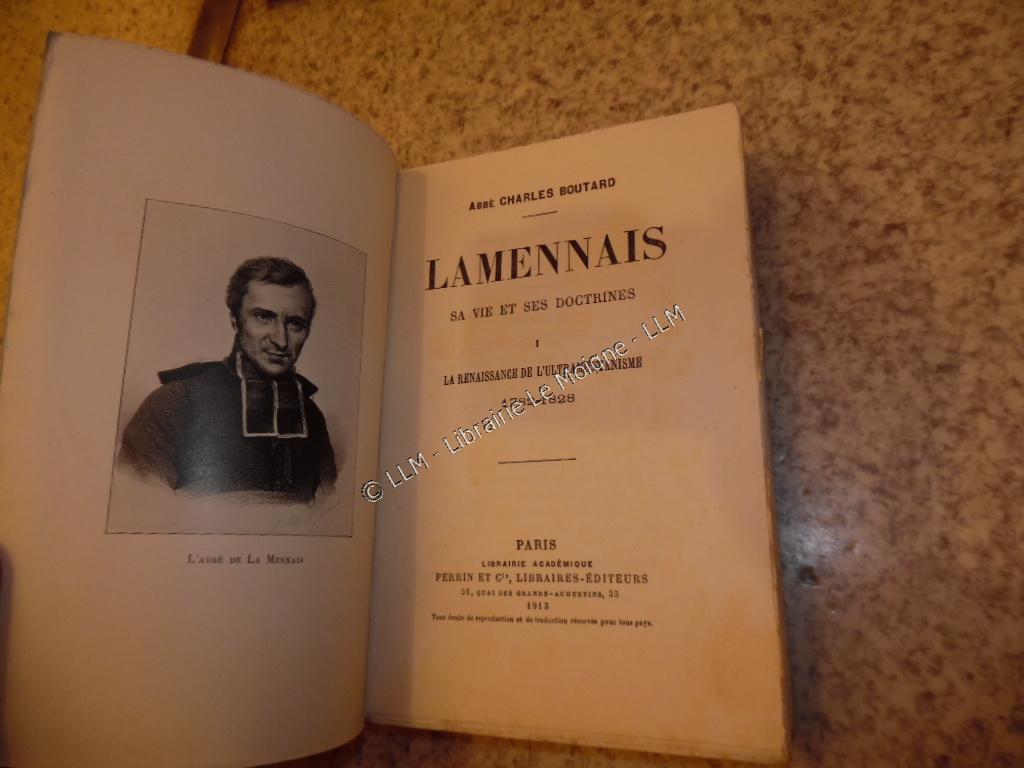 L'ABBÉ DE LA MENNAIS
ABBÉ CHARLES BOUTARD
LAMENNAIS
SA VIE ET SES DOCTRINES
I
LA RENAISSANCE DE L'ULTRAMONTANISME
1782-1828
© LLM - Librairie Le Moigne - LLM
PARIS
LIBRAIRIE ACADÉMIQUE
PERRIN ET Cie, LIBRAIRES-ÉDITEURS
35, QUAI DES GRANDS-AUGUSTINS, 35
1913
Tous droits de reproduction et de traduction réservés pour tous pays.